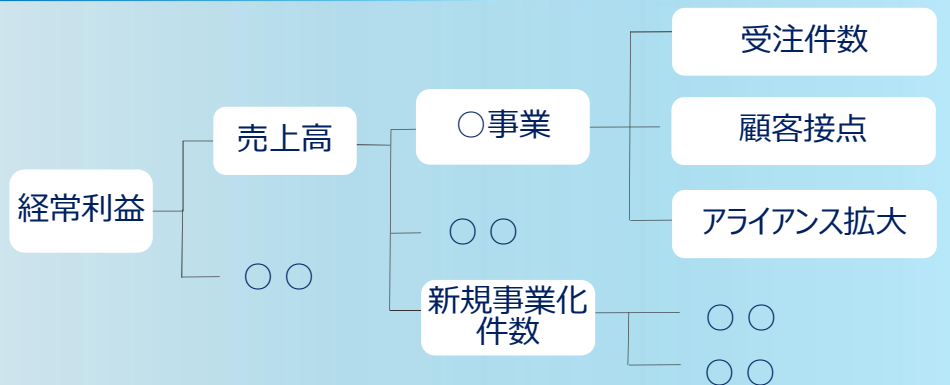 受注件数
○事業
売上高
顧客接点
経常利益
アライアンス拡大
○ ○
○ ○
新規事業化
件数
○ ○
○ ○